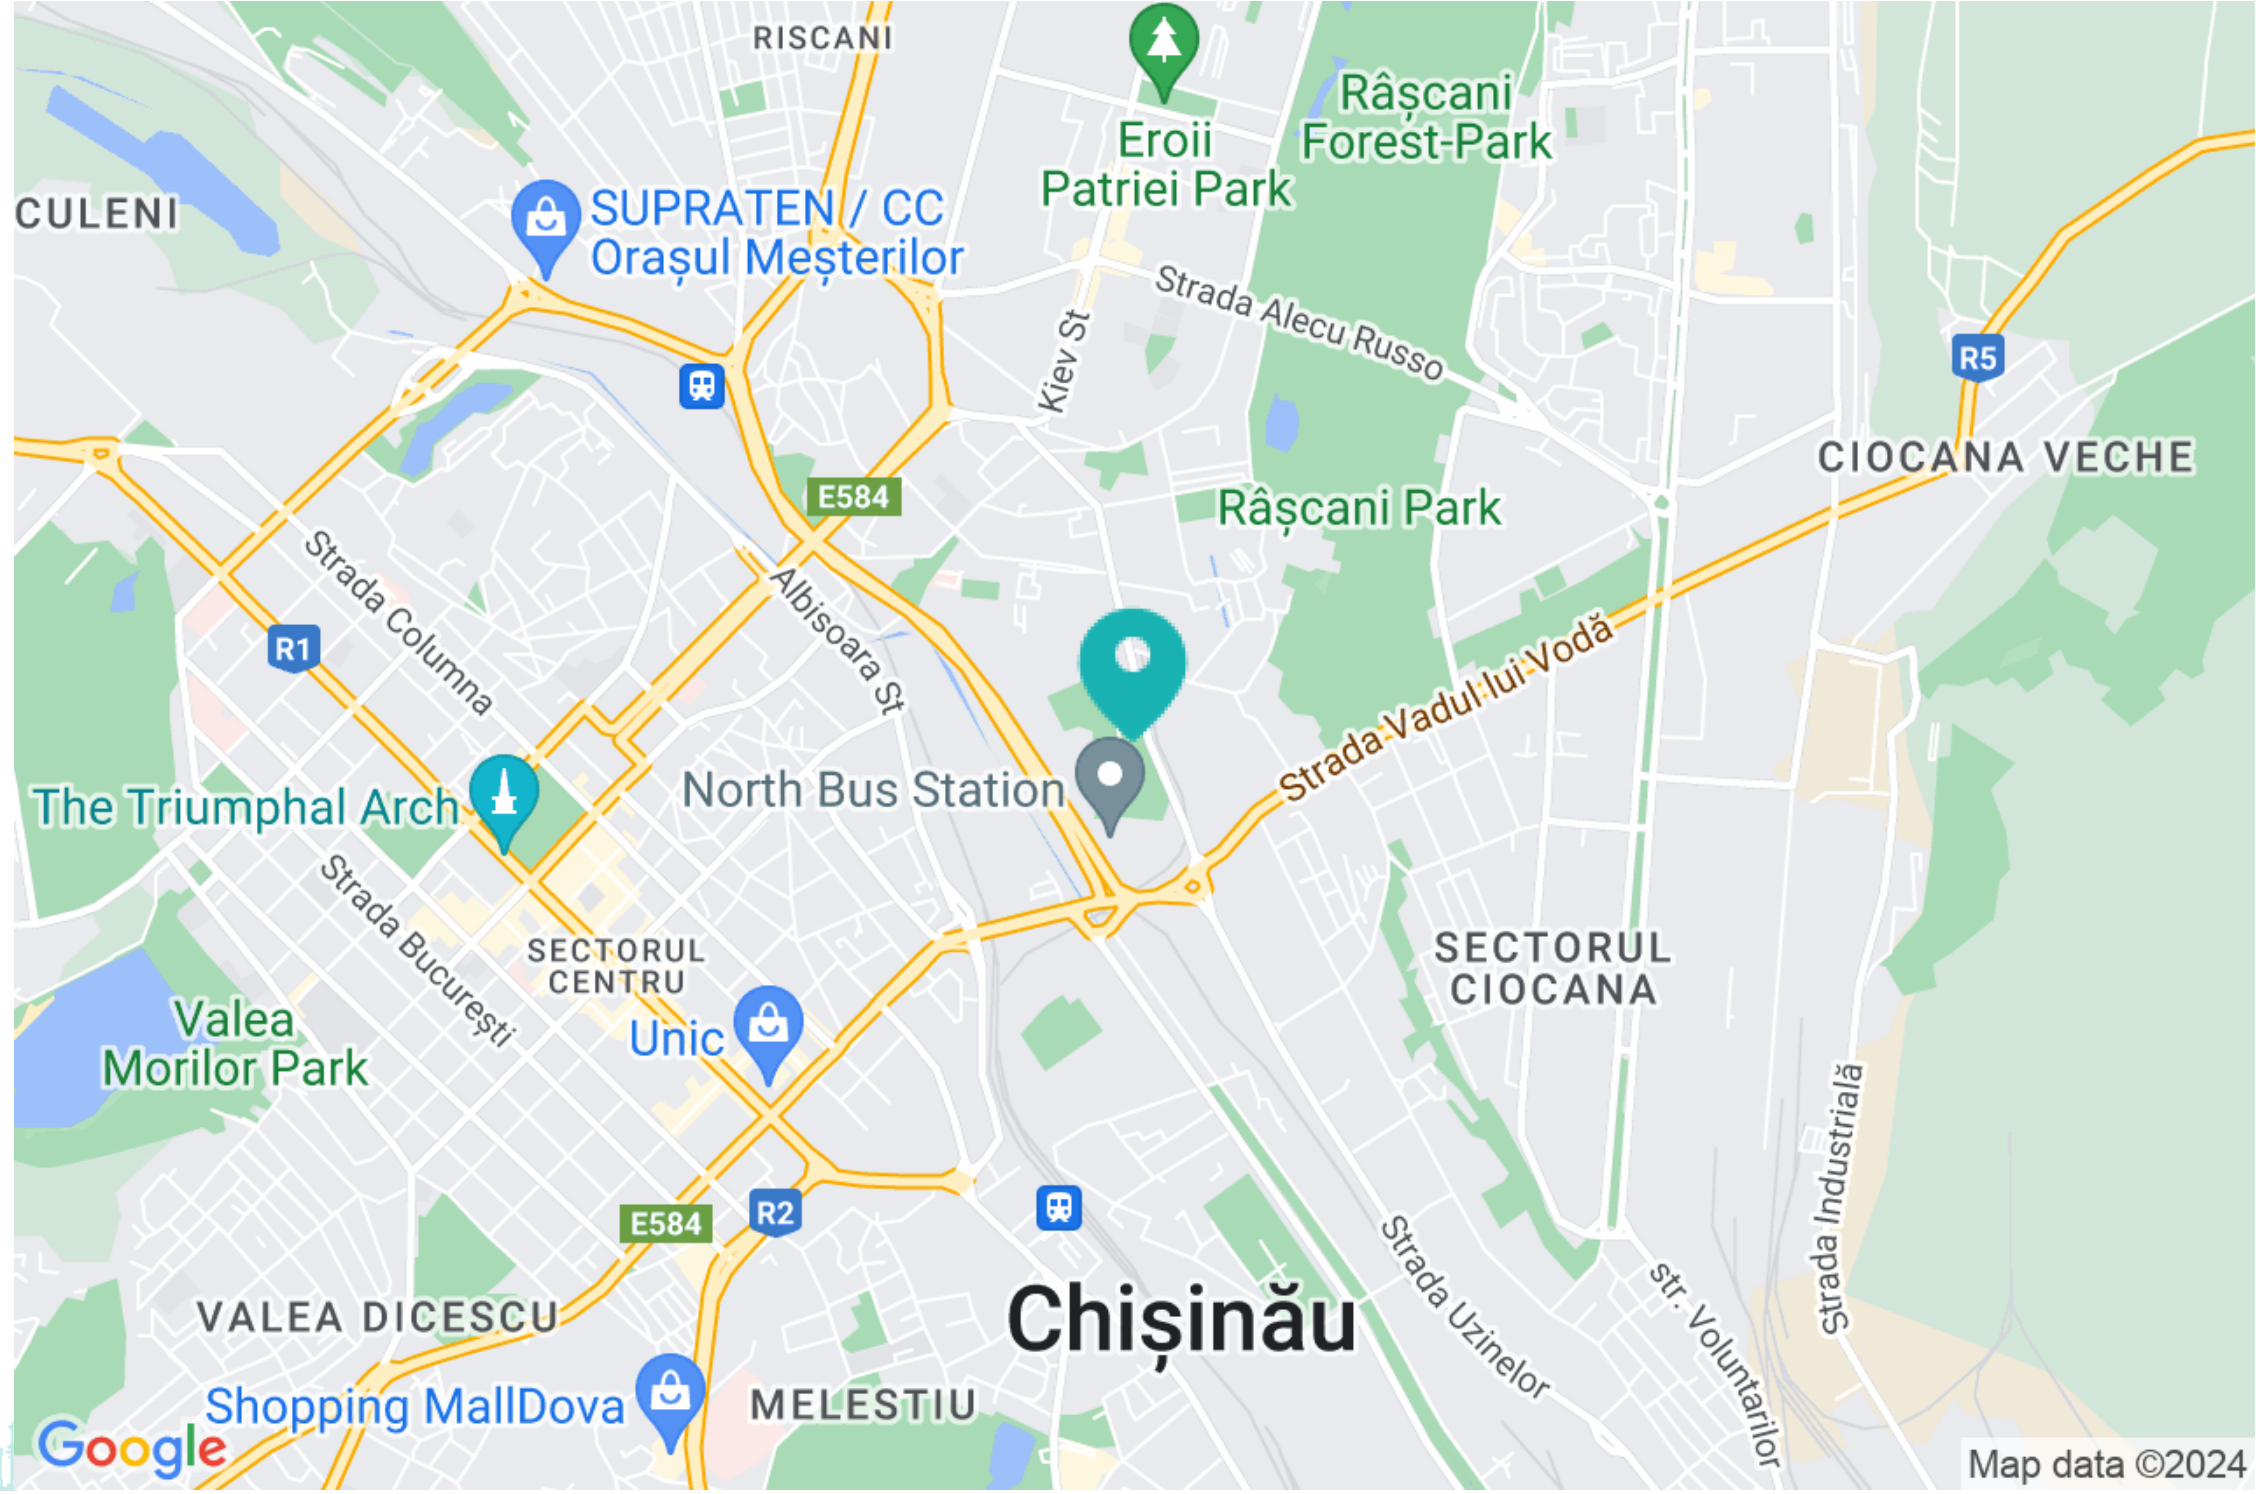 RISCANI
Râșcani
Forest-Park
Eroii
Patriei Park
CULENI
SUPRATEN / CC
Orașul Meșterilor
Strada Alecu Russo
Kiev St
R5
CIOCANA VECHE
E584
Râșcani Park
Strada Columna
Albisoara St
R1
Strada Vadul lui Vodă
North Bus Station
The Triumphal Arch
Strada București
SECTORUL
CENTRU
SECTORUL
CIOCANA
Valea
Morilor Park
Unic
Strada Industrială
E584
R2
Strada Uzinelor
str. Voluntarilor
Chișinău
VALEA DICESCU
Shopping MallDova
MELESTIU
Google
Map data ©2024